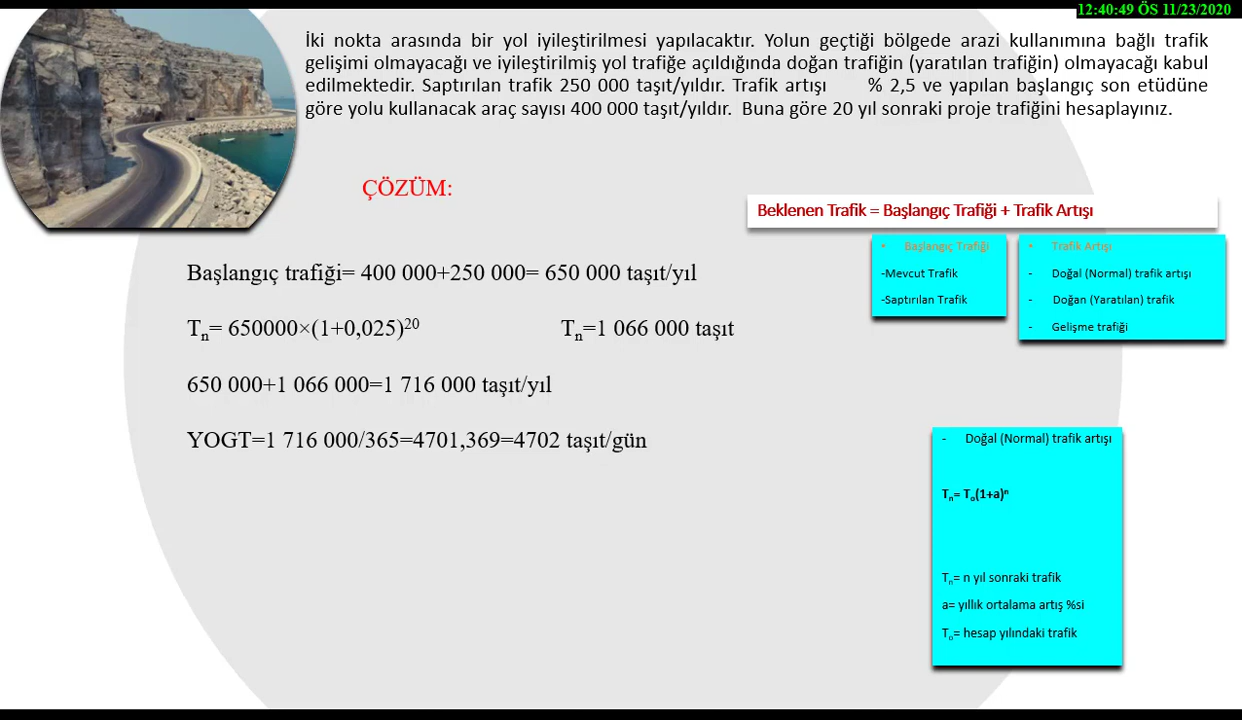 12:40:49 ÖS 11/23/2020
İki nokta arasında bir yol iyileştirilmesi yapılacaktır. Yolun geçtiği bölgede arazi kullanımına bağlı trafik
gelişimi olmayacağı ve iyileştirilmiş yol trafiğe açıldığında doğan trafiğin (yaratılan trafiğin) olmayacağı kabul
edilmektedir. Saptırılan trafik 250 000 taşıt/yıldır. Trafik artışı % 2,5 ve yapılan başlangıç son etüdüne
göre yolu kullanacak araç sayısı 400 000 taşıt/yıldır. Buna göre 20 yıl sonraki proje trafiğini hesaplayınız.
ÇÖZÜM:
Beklenen Trafik = Başlangıç Trafiği + Trafik Artışı
• Başlangıç Trafiği
-Mevcut Trafik
-Saptırılan Trafik
• Trafik Artışı
- Doğal (Normal) trafik artışı
- Doğan (Yaratılan) trafik
- Gelişme trafiği
Başlangıç trafiği= 400 000+250 000= 650 000 taşıt/yıl
Tn= 650000×(1+0,025)20 Tn=1 066 000 taşıt
650 000+1 066 000=1 716 000 taşıt/yıl
YOGT=1 716 000/365=4701,369=4702 taşıt/gün
- Doğal (Normal) trafik artışı
Tn= To(1+a)n
Tn= n yıl sonraki trafik
a= yıllık ortalama artış %si
To= hesap yılındaki trafik